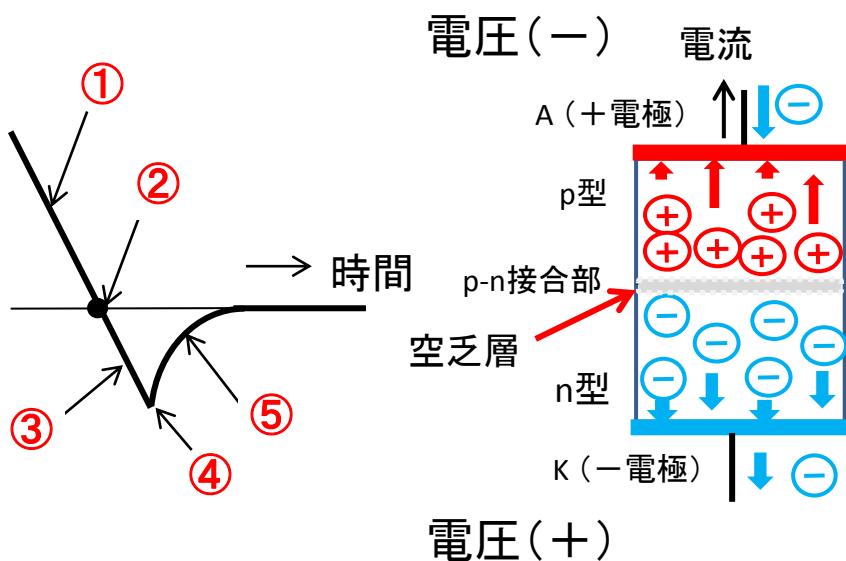 ①
②
③
④
⑤
時間
電圧(－)
電流
A（＋電極）
－
p型
＋ ＋
＋ ＋ ＋ ＋
p-n接合部
空乏層
－ －
－ －
－ －
n型
K（－電極）
－
電圧(＋)